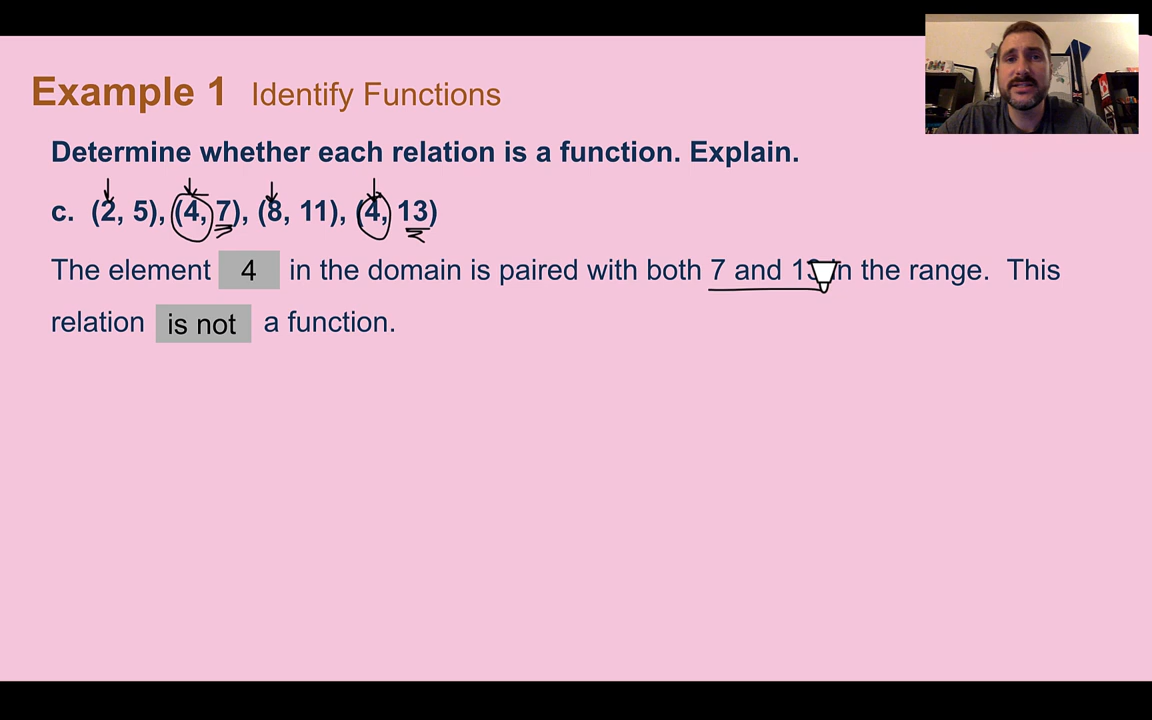 Example 1 Identify Functions
Determine whether each relation is a function. Explain.
c. (2, 5), (4, 7), (8, 11), (4, 13)
The element 4 in the domain is paired with both 7 and 13 in the range. This
relation is not a function.